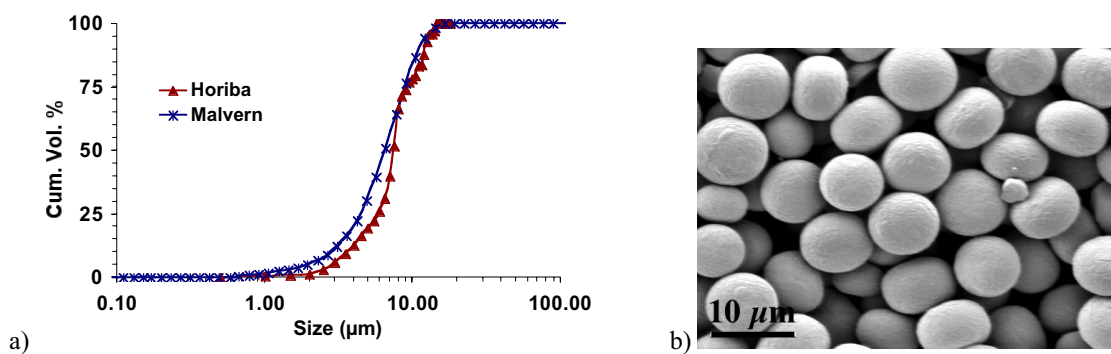 100
75
50
25
0
Cum. Vol. %
Horiba
Malvern
0.10 1.00 10.00 100.00
Size (µm)
a)
10 µm
b)